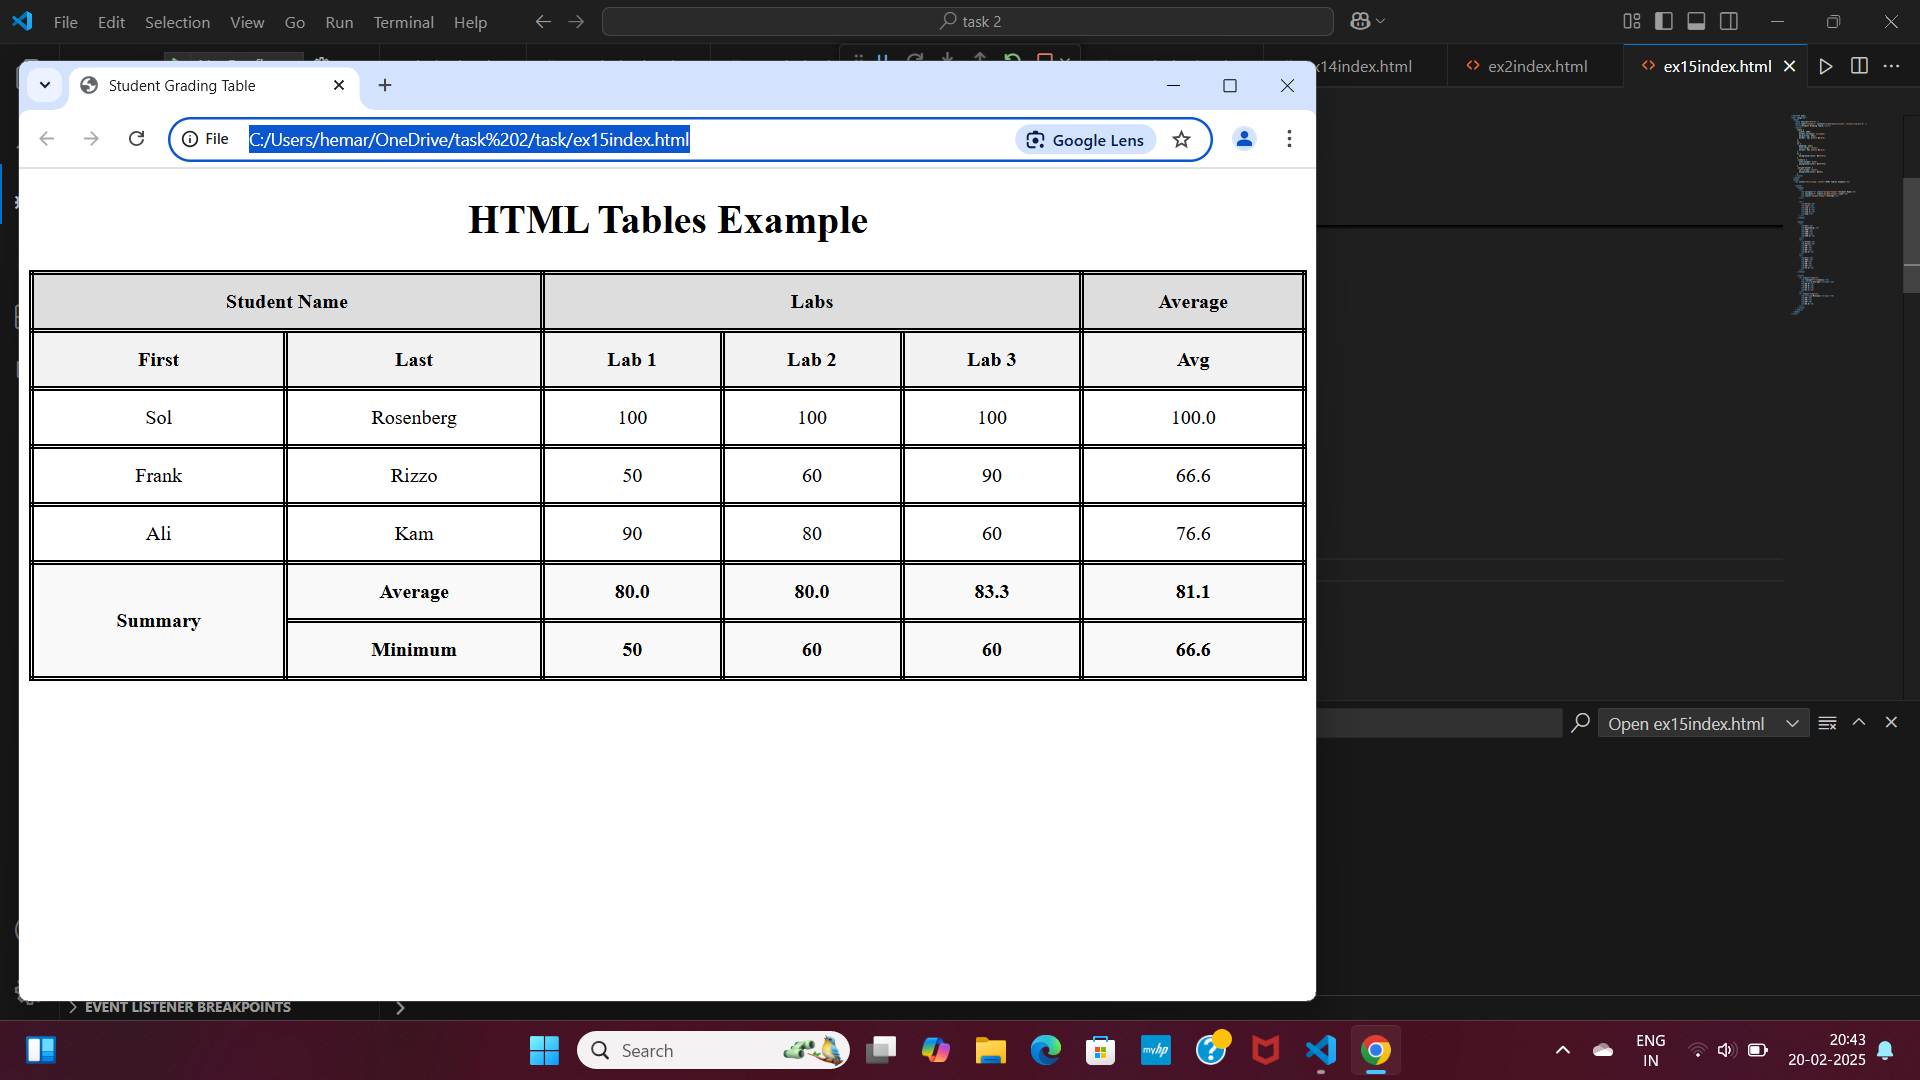 File Edit Selection View Go Run Terminal Help
task 2
14index.html
ex2index.html
ex15index.html
Student Grading Table
File
C:/Users/hemar/OneDrive/task%202/task/ex15index.html
Google Lens
HTML Tables Example
Student Name Labs Average
First Last Lab 1 Lab 2 Lab 3 Avg
Sol Rosenberg 100 100 100 100.0
Frank Rizzo 50 60 90 66.6
Ali Kam 90 80 60 76.6
Summary
Average 80.0 80.0 83.3 81.1
Minimum 50 60 60 66.6
Open ex15index.html
EVENT LISTENER BREAKPOINTS
Search
myhp
ENG
IN
20:43
20-02-2025